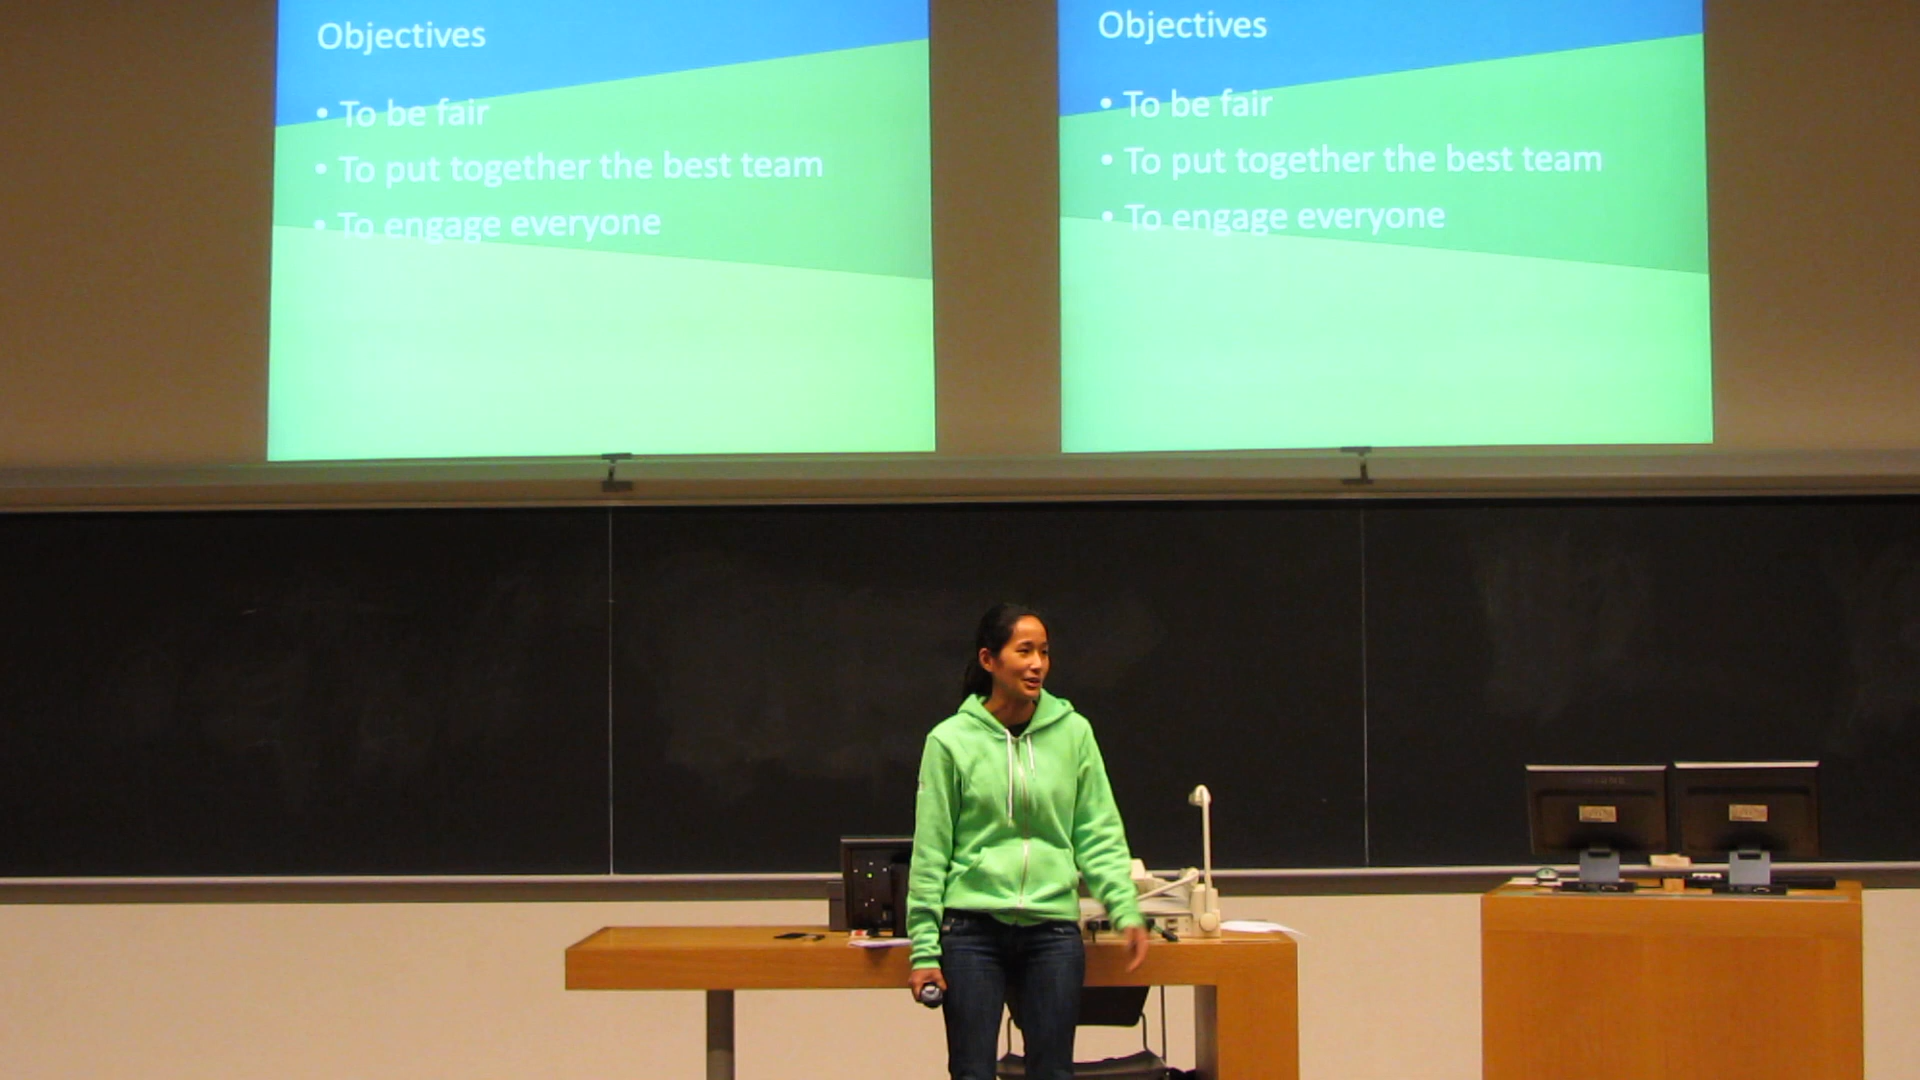 Objectives
• To be fair
• To put together the best team
• To engage everyone
Objectives
• To be fair
• To put together the best team
• To engage everyone